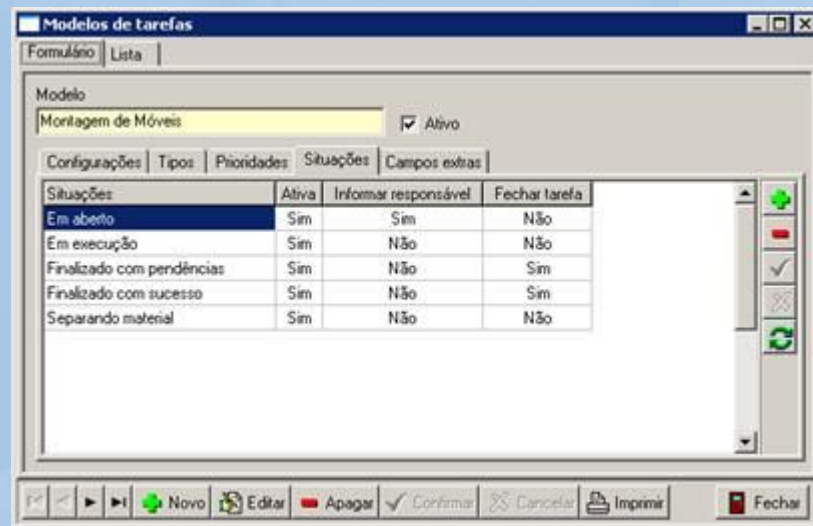 Modelos de tarefas
Formulário Lista
Modelo
Montagem de Móveis Ativo
Configurações Tipos Prioridades Situações Campos extras
Situações Ativa Informar responsável Fechar tarefa
Em aberto Sim Sim Não
Em execução Sim Não Não
Finalizado com pendências Sim Não Sim
Finalizado com sucesso Sim Não Sim
Separando material Sim Não Não
Novo Editar Apagar Confirmar Cancelar Imprimir Fechar